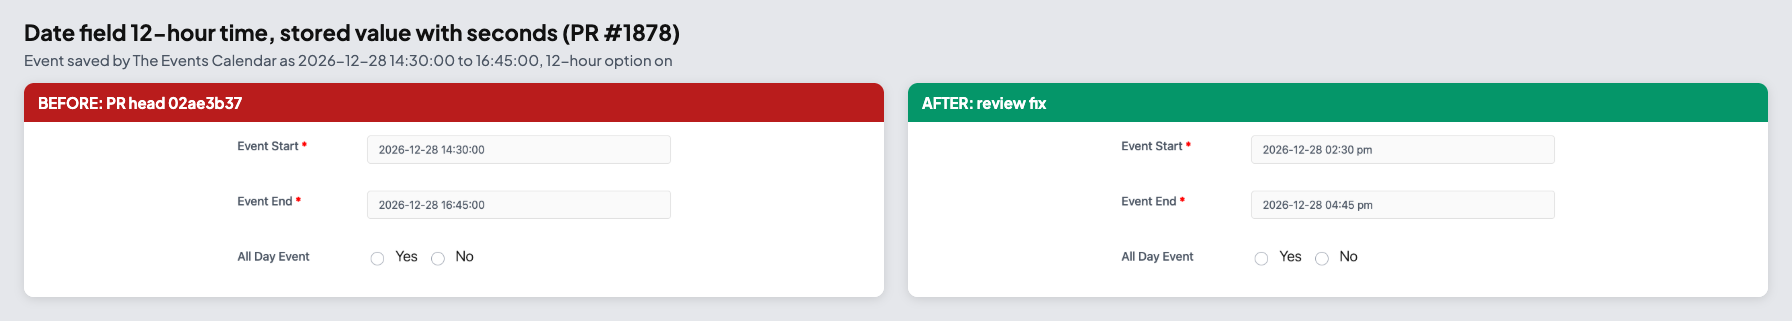 Date field 12-hour time, stored value with seconds (PR #1878)
Event saved by The Events Calendar as 2026-12-28 14:30:00 to 16:45:00, 12-hour option on
BEFORE: PR head 02ae3b37
Event Start *
2026-12-28 14:30:00
Event End *
2026-12-28 16:45:00
All Day Event
Yes
No
AFTER: review fix
Event Start *
2026-12-28 02:30 pm
Event End *
2026-12-28 04:45 pm
All Day Event
Yes
No